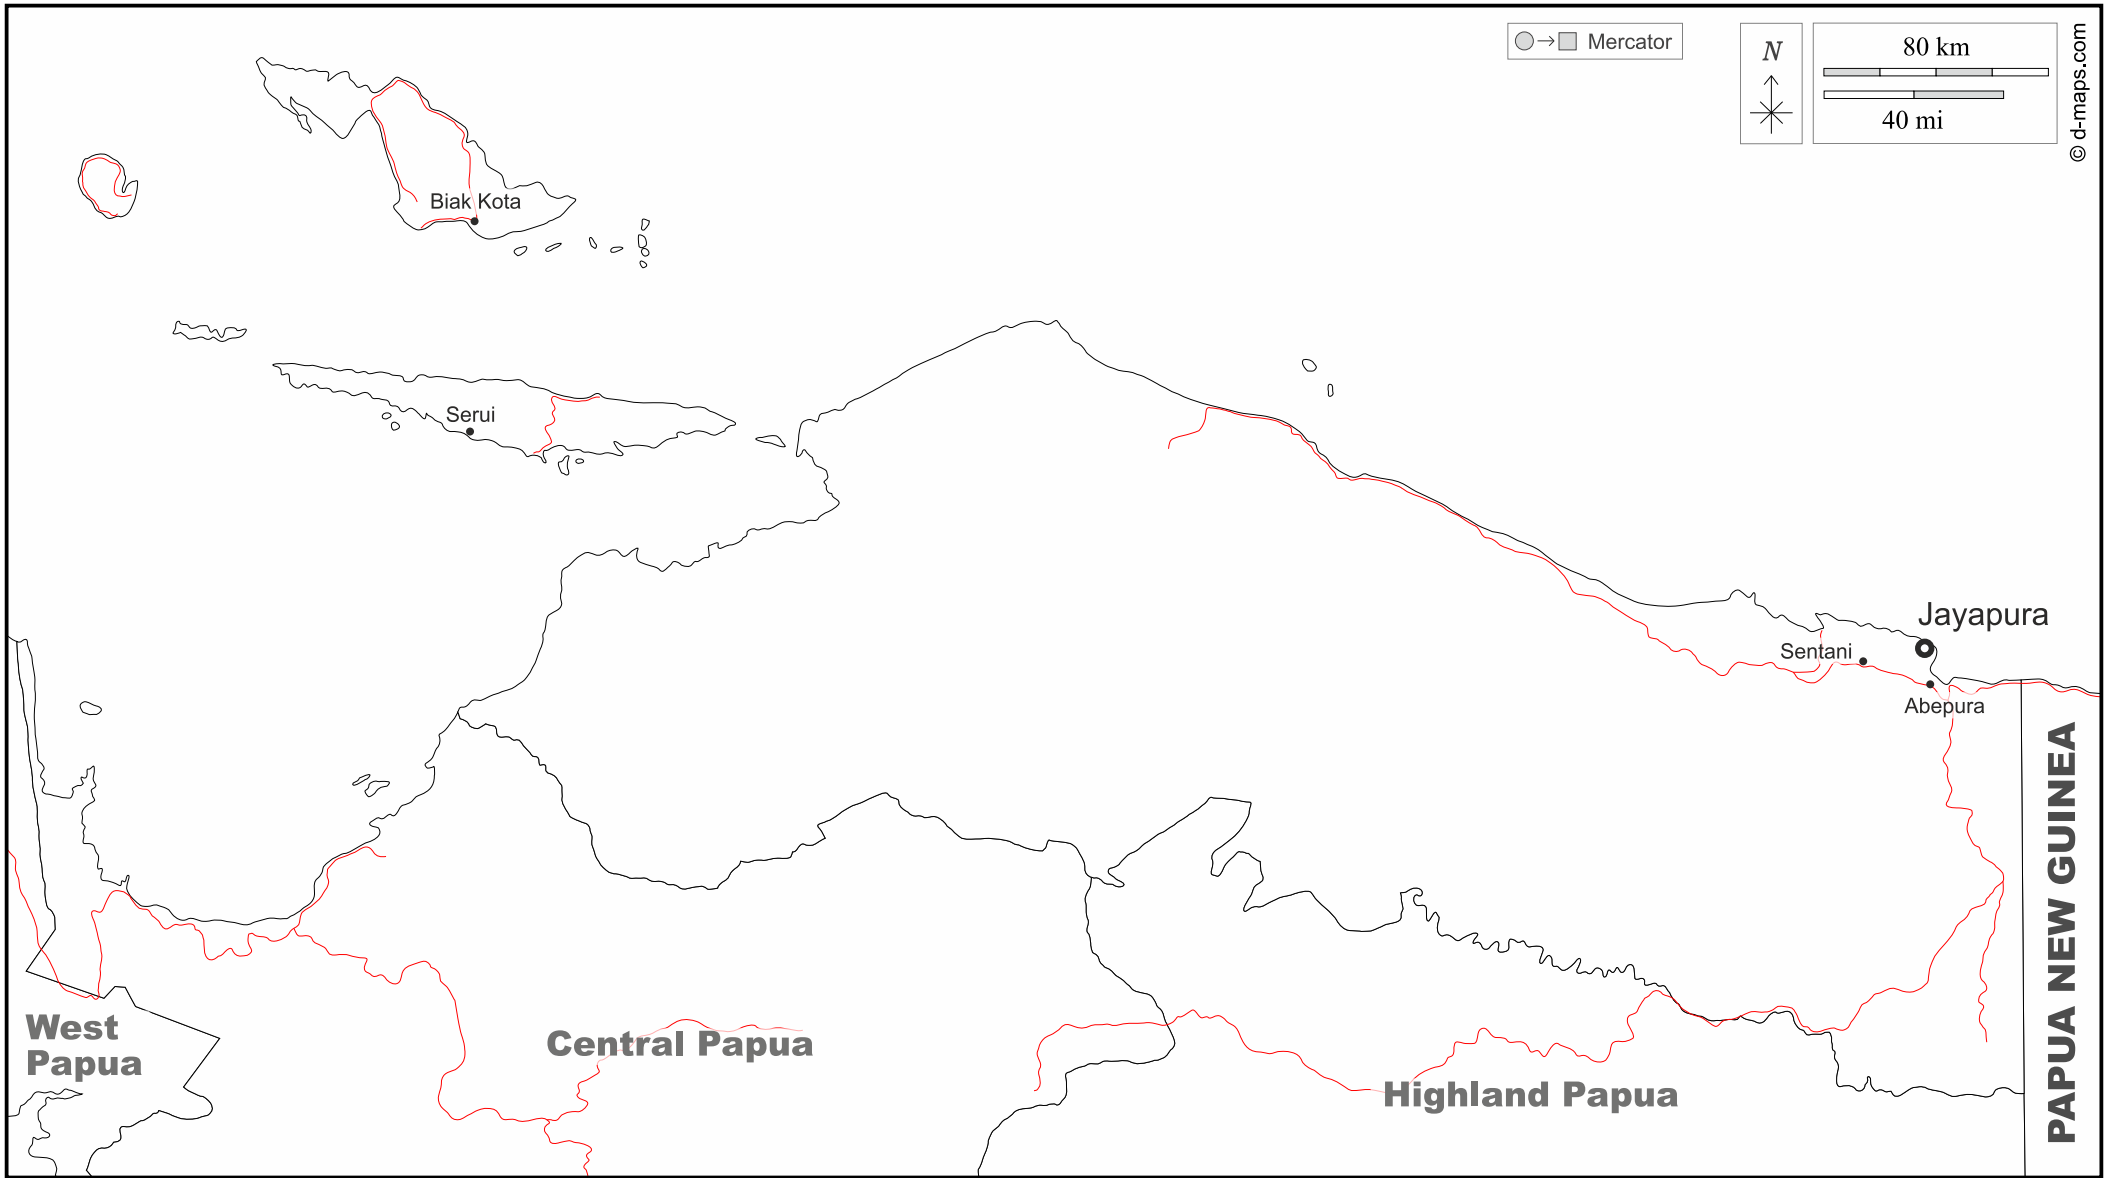 Mercator
N
80 km
40 mi
© d-maps.com
Biak Kota
Serui
Jayapura
Sentani
Abepura
PAPUA NEW GUINEA
West
Papua
Central Papua
Highland Papua